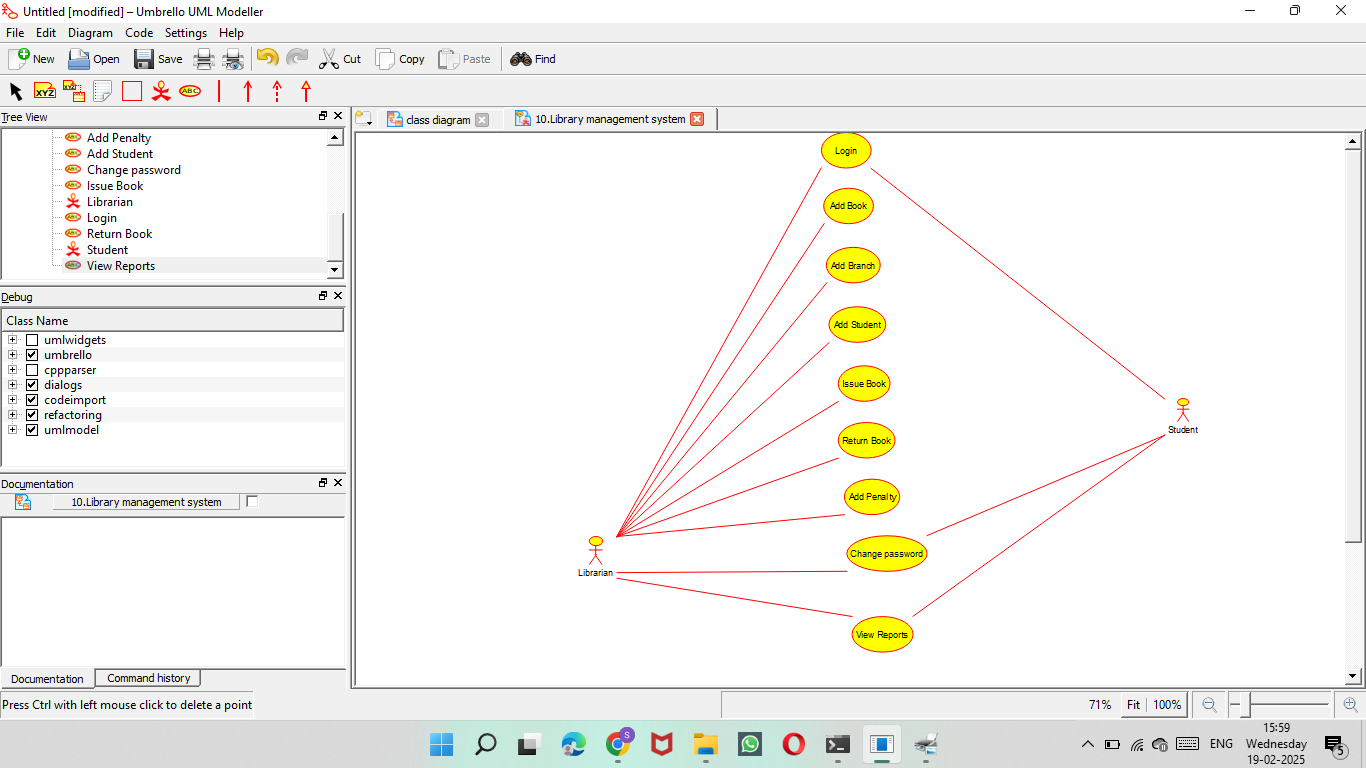 Untitled [modified] – Umbrello UML Modeller
File Edit Diagram Code Settings Help
New Open Save Cut Copy Paste Find
XYZ XYZ ABC
Tree View
class diagram
10.Library management system
Add Penalty
Add Student
Change password
Issue Book
Librarian
Login
Return Book
Student
View Reports
Debug
Class Name
umlwidgets
umbrello
cppparser
dialogs
codeimport
refactoring
umlmodel
Documentation
10.Library management system
Documentation
Command history
Login
Add Book
Add Branch
Add Student
Issue Book
Return Book
Add Penalty
Change password
View Reports
Librarian
Student
Press Ctrl with left mouse click to delete a point
71% Fit 100%
S
ENG
15:59
Wednesday
19-02-2025
5